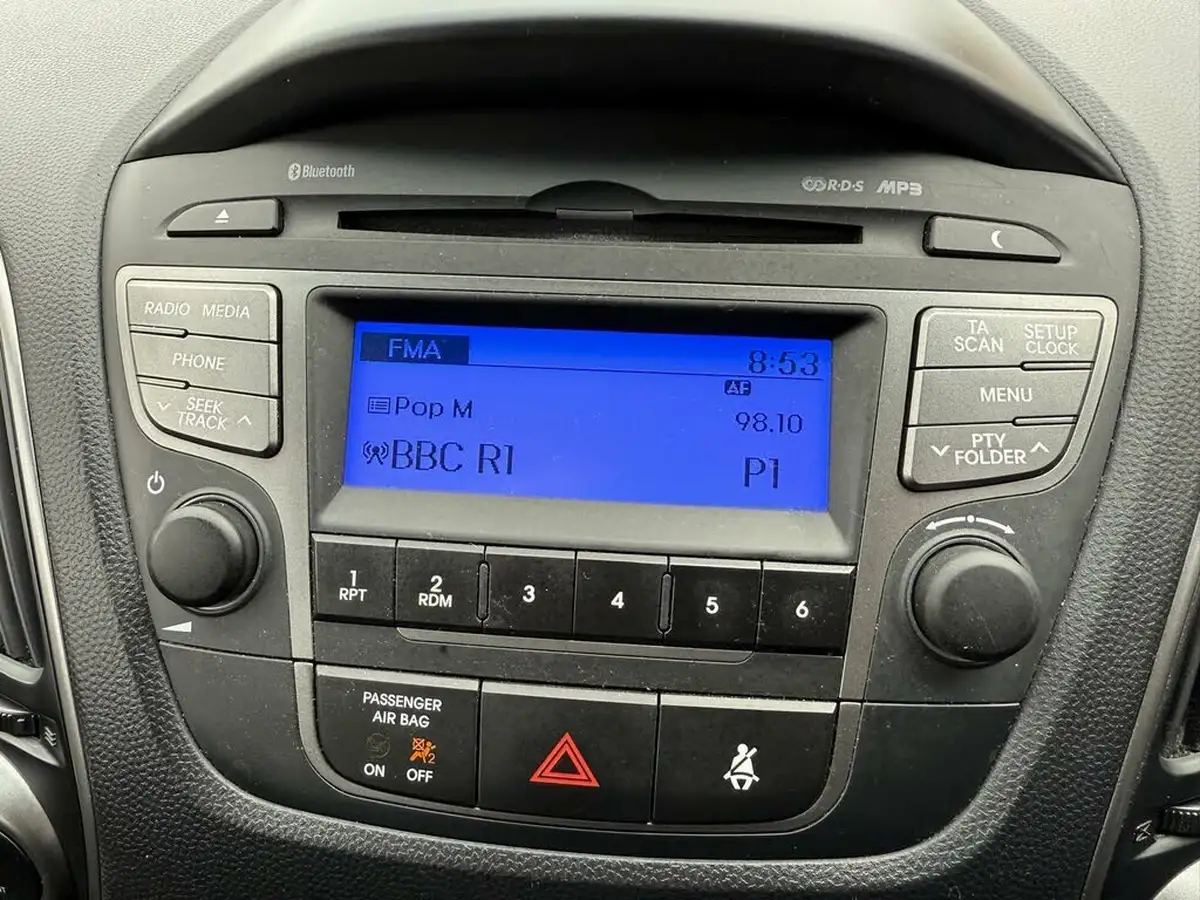 Bluetooth
R·D·S MP3
RADIO MEDIA
PHONE
SEEK
TRACK
FMA
8:53
AF
Pop M
98.10
BBC R1
P1
TA
SCAN
SETUP
CLOCK
MENU
PTY
FOLDER
1
RPT
2
RDM
3
4
5
6
PASSENGER
AIR BAG
ON OFF